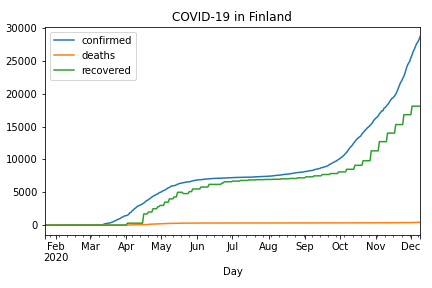 COVID-19 in Finland
confirmed
deaths
recovered
30000
25000
20000
15000
10000
5000
0
Feb Mar Apr May Jun Jul Aug Sep Oct Nov Dec
2020
Day